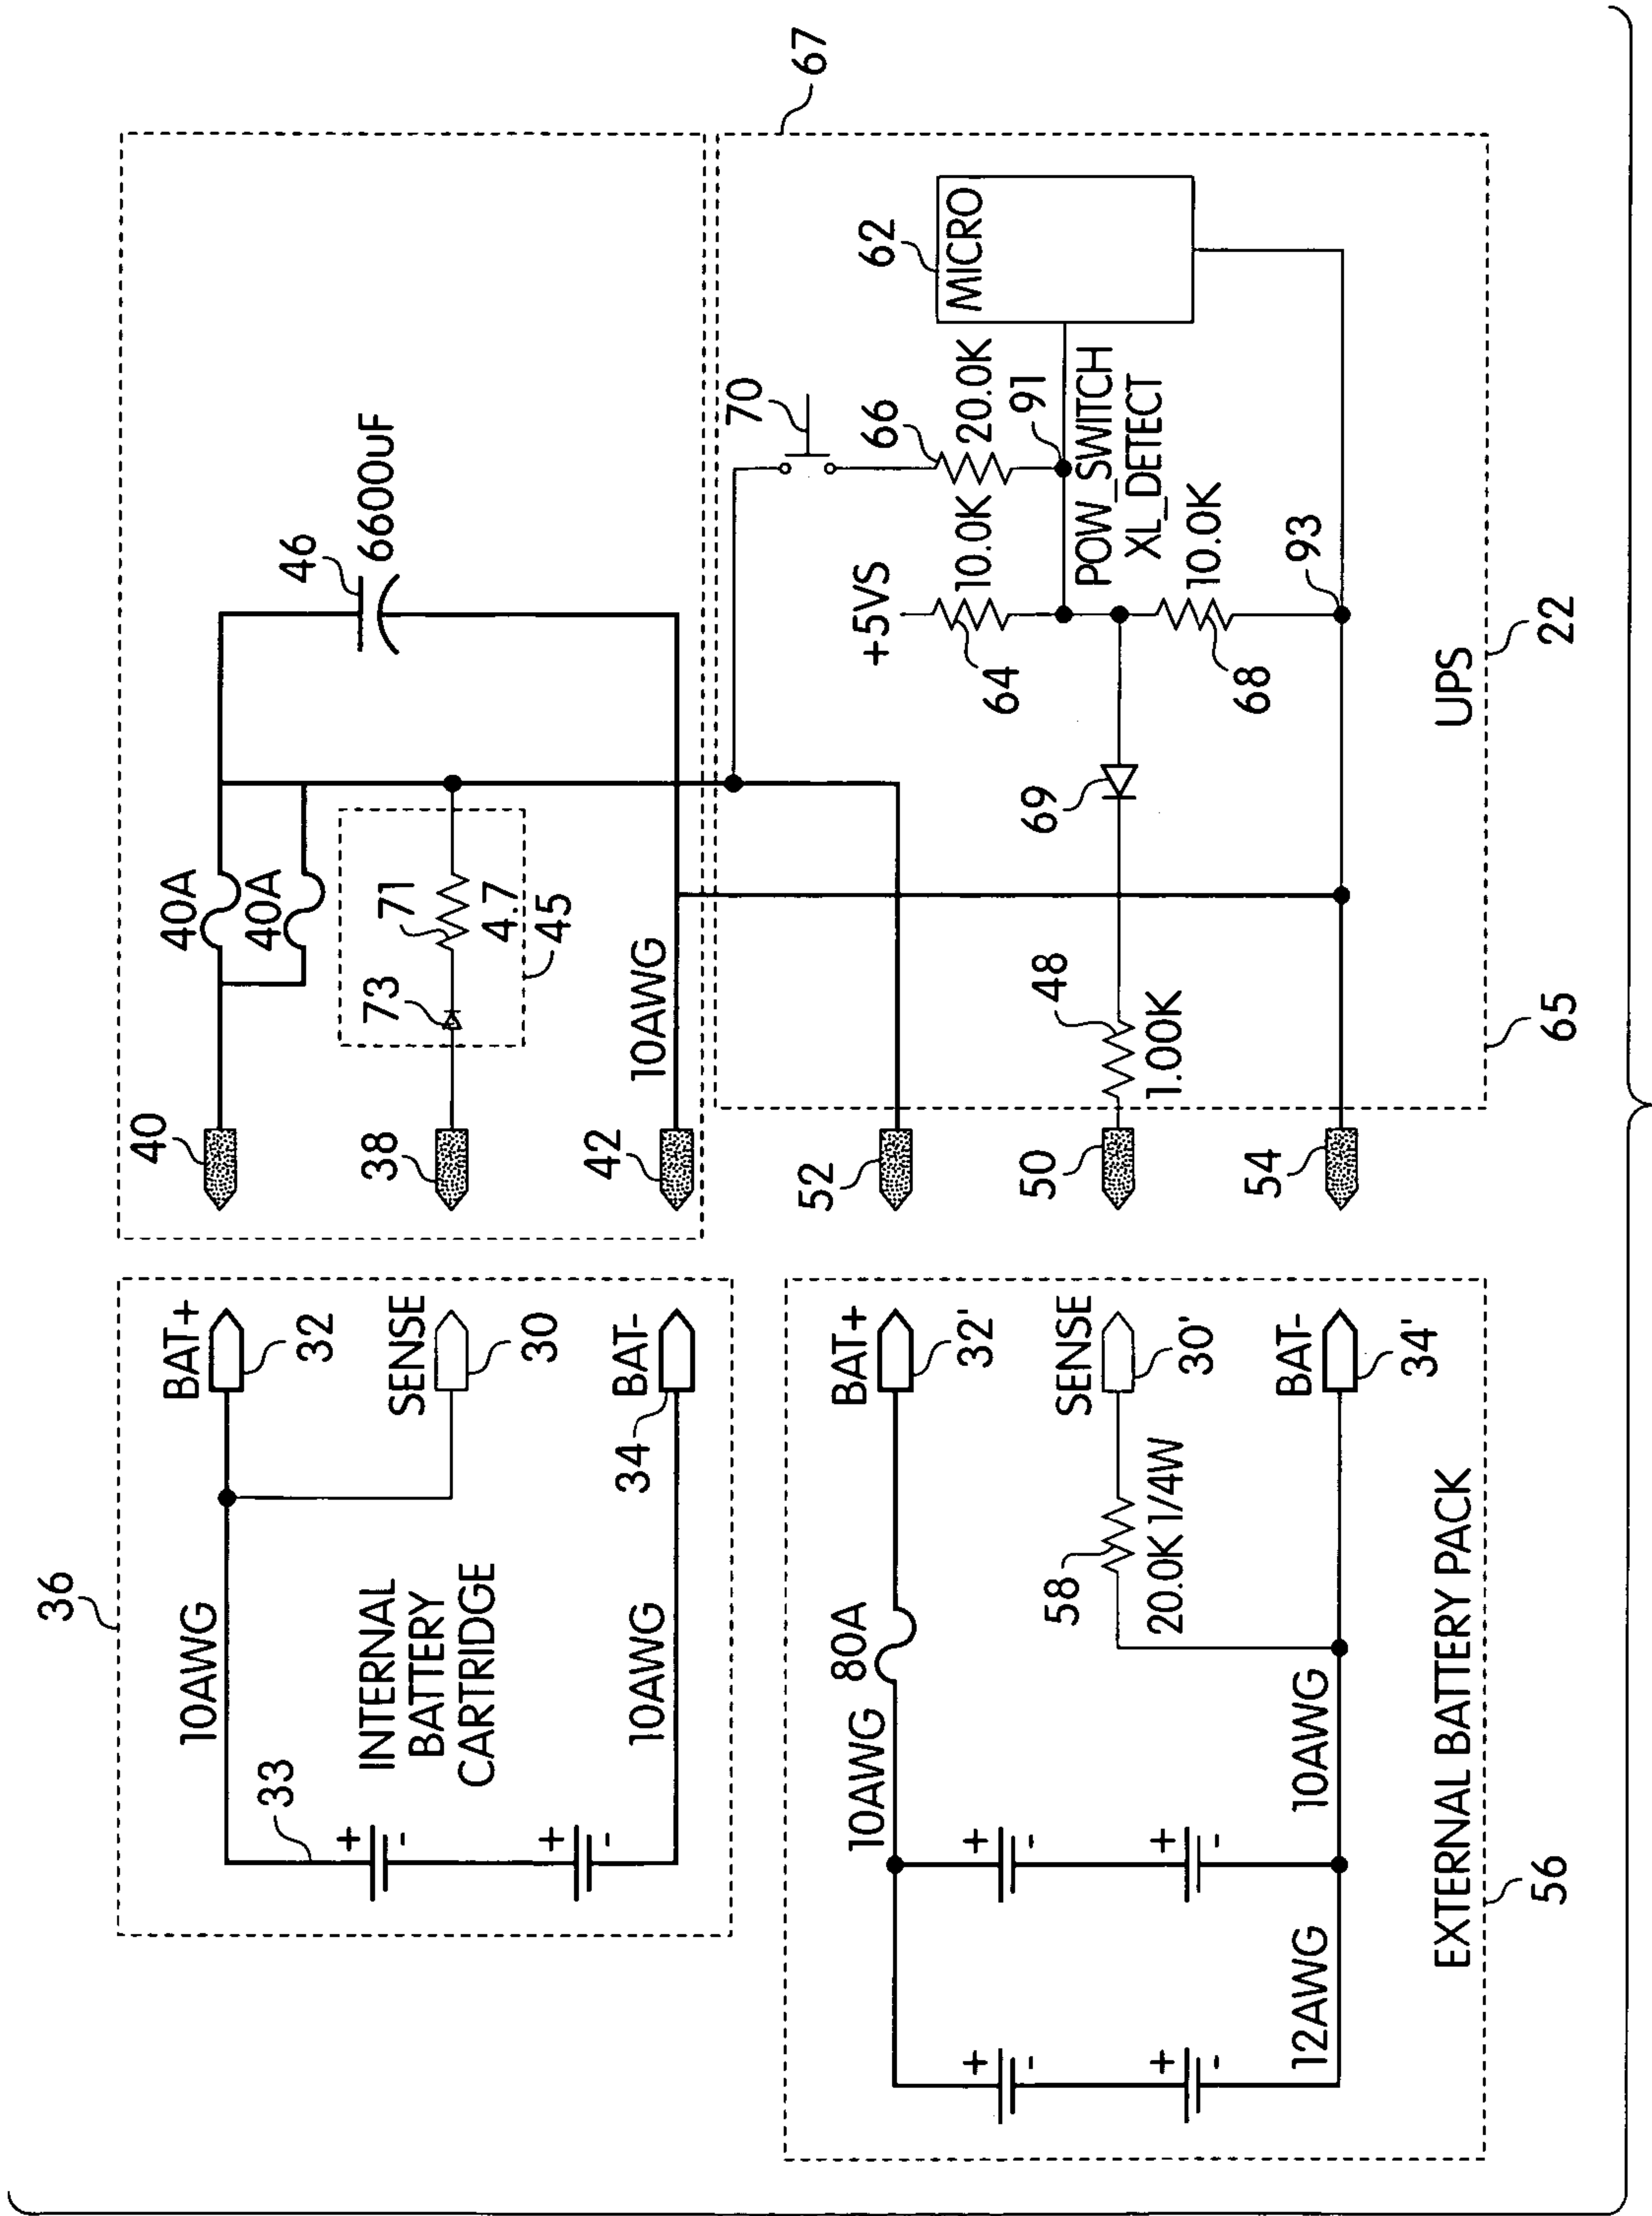 36
10AWG
BAT+
32
33
INTERNAL
BATTERY
CARTRIDGE
SENSE
30
10AWG
34
BAT-
+
-
+
-
40
40A
40A
46
6600uF
38
73
71
4.7
45
42
10AWG
67
70
52
10AWG
80A
BAT+
32'
58
20.0K 1/4W
SENSE
30'
12AWG
10AWG
BAT-
34'
+
-
+
-
+
-
+
-
EXTERNAL BATTERY PACK
56
+5VS
64
10.0K
66
20.0K
91
62
MICRO
POW_SWITCH
XL_DETECT
50
48
1.00K
69
68
10.0K
93
54
UPS
65
22